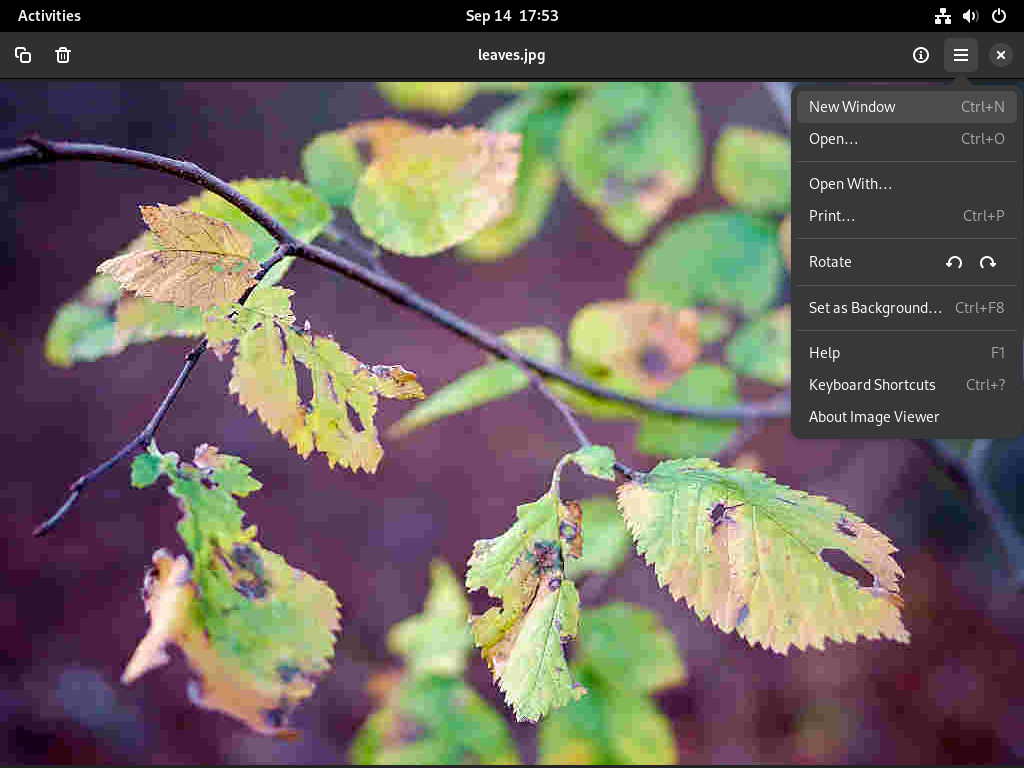 Activities
Sep 14 17:53
leaves.jpg
New Window Ctrl+N
Open... Ctrl+O
Open With...
Print... Ctrl+P
Rotate
Set as Background... Ctrl+F8
Help F1
Keyboard Shortcuts Ctrl+?
About Image Viewer